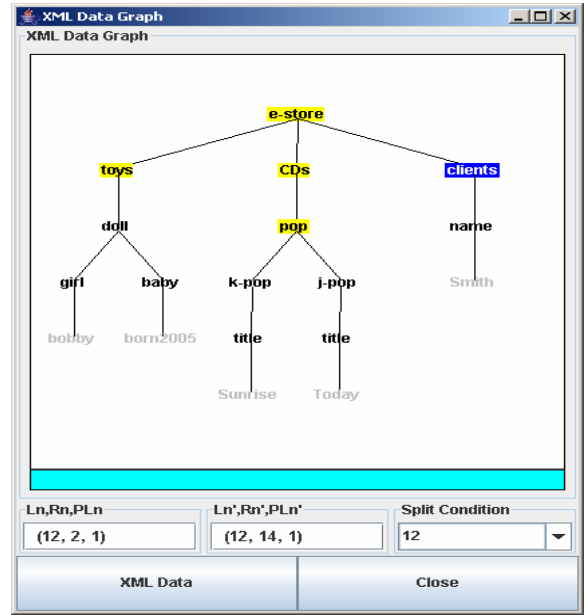 XML Data Graph
XML Data Graph
e-store
toys CDs clients
doll pop name
girl baby k-pop j-pop Smith
bobby born2005 title title
Sunrise Today
Ln,Rn,PLn Ln',Rn',PLn' Split Condition
(12, 2, 1) (12, 14, 1) 12
XML Data Close